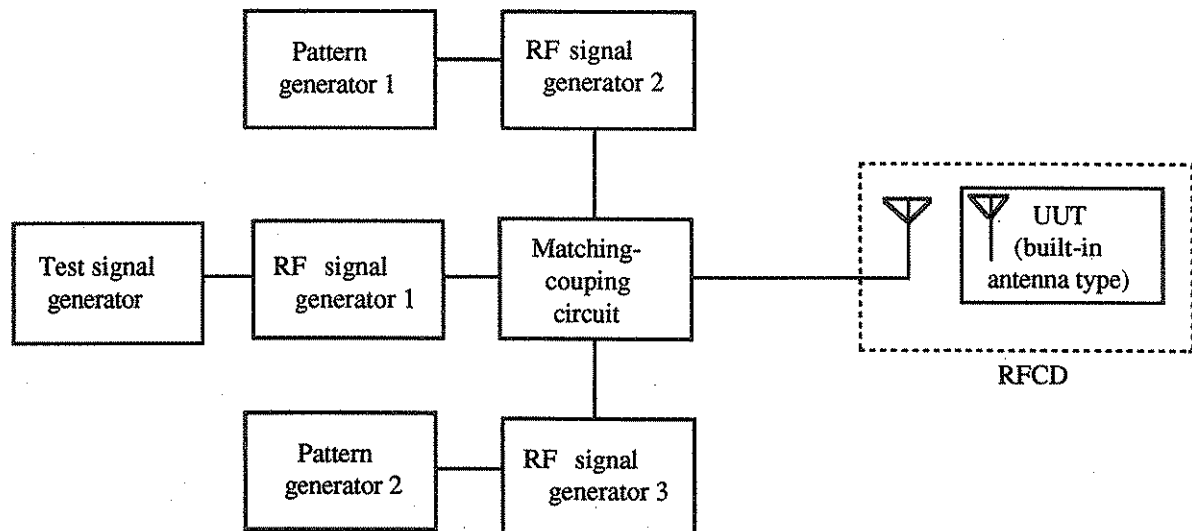 Pattern
generator 1
RF signal
generator 2
Test signal
generator
RF signal
generator 1
Matching-
couping
circuit
UUT
(built-in
antenna type)
RFCD
Pattern
generator 2
RF signal
generator 3